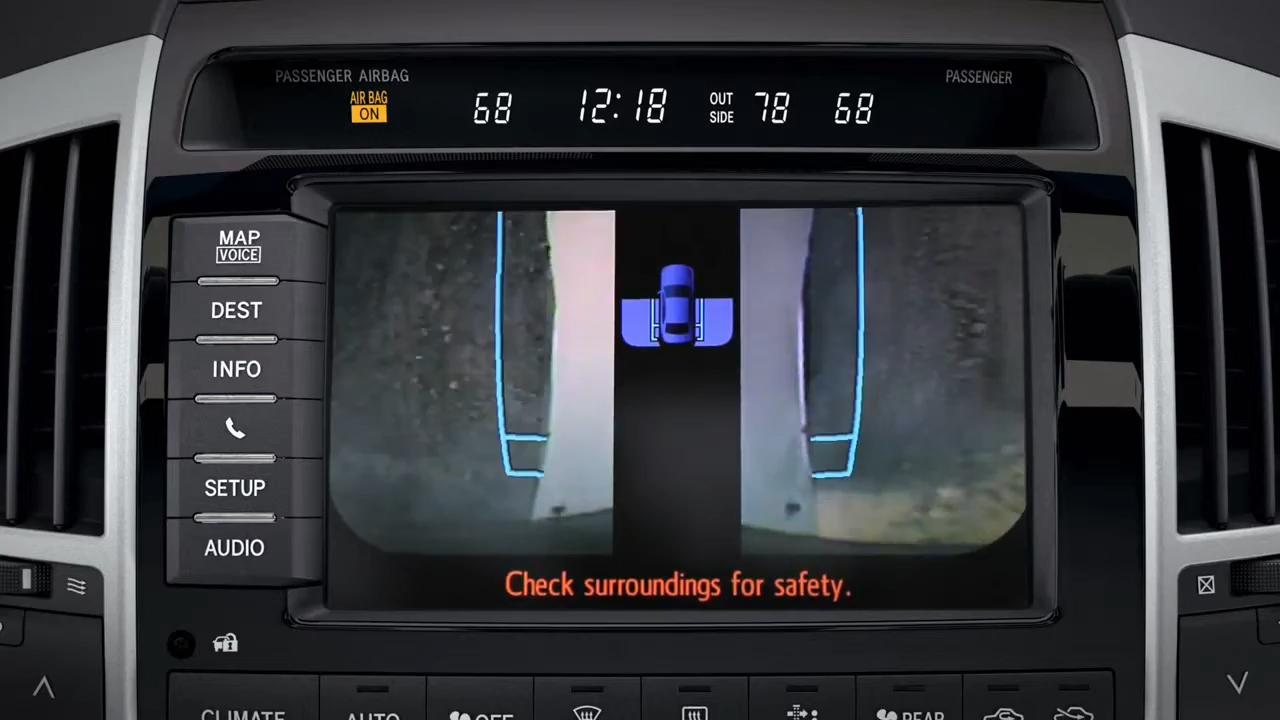 PASSENGER AIRBAG
PASSENGER
AIR BAG
ON
68
12:18
OUT
SIDE
78
68
MAP
VOICE
DEST
INFO
SETUP
AUDIO
Check surroundings for safety.
CLIMATE
AUTO
OFF
REAR